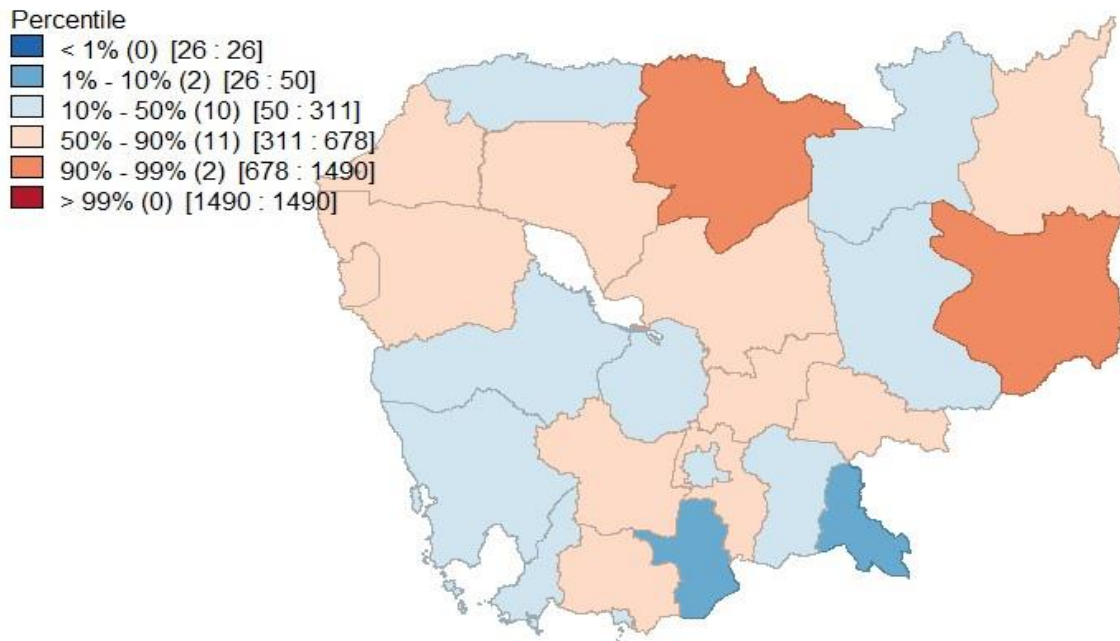 Percentile
< 1% (0) [26 : 26]
1% - 10% (2) [26 : 50]
10% - 50% (10) [50 : 311]
50% - 90% (11) [311 : 678]
90% - 99% (2) [678 : 1490]
> 99% (0) [1490 : 1490]